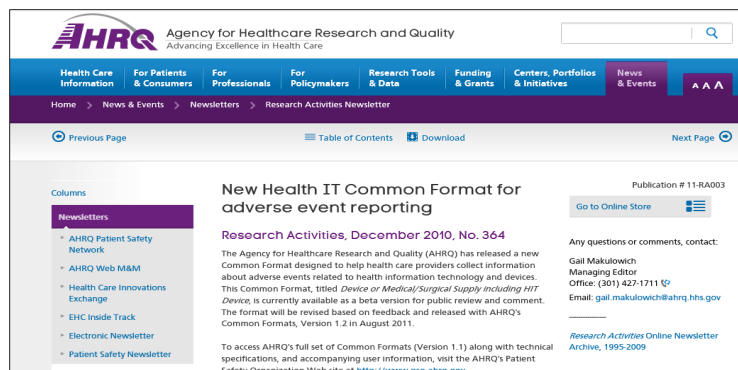 AHRQ
Agency for Healthcare Research and Quality
Advancing Excellence in Health Care
Health Care Information
For Patients & Consumers
For Professionals
For Policymakers
Research Tools & Data
Funding & Grants
Centers, Portfolios & Initiatives
News & Events
A A A
Home > News & Events > Newsletters > Research Activities Newsletter
Previous Page
Table of Contents
Download
Next Page
Columns
Newsletters
AHRQ Patient Safety
Network
AHRQ Web M&M
Health Care Innovations
Exchange
EHC Inside Track
Electronic Newsletter
Patient Safety Newsletter
New Health IT Common Format for
adverse event reporting
Research Activities, December 2010, No. 364
The Agency for Healthcare Research and Quality (AHRQ) has released a new
Common Format designed to help health care providers collect information
about adverse events related to health information technology and devices.
This Common Format, titled Device or Medical/Surgical Supply including HIT
Device, is currently available as a beta version for public review and comment.
The format will be revised based on feedback and released with AHRQ's
Common Formats, Version 1.2 in August 2011.
To access AHRQ's full set of Common Formats (Version 1.1) along with technical
specifications, and accompanying user information, visit the AHRQ's Patient
Safety Organization Web site at http://www.pso.ahrq.gov
Publication # 11-RA003
Go to Online Store
Any questions or comments, contact:
Gail Makulowich
Managing Editor
Office: (301) 427-1711
Email: gail.makulowich@ahrq.hhs.gov
Research Activities Online Newsletter
Archive, 1995-2009